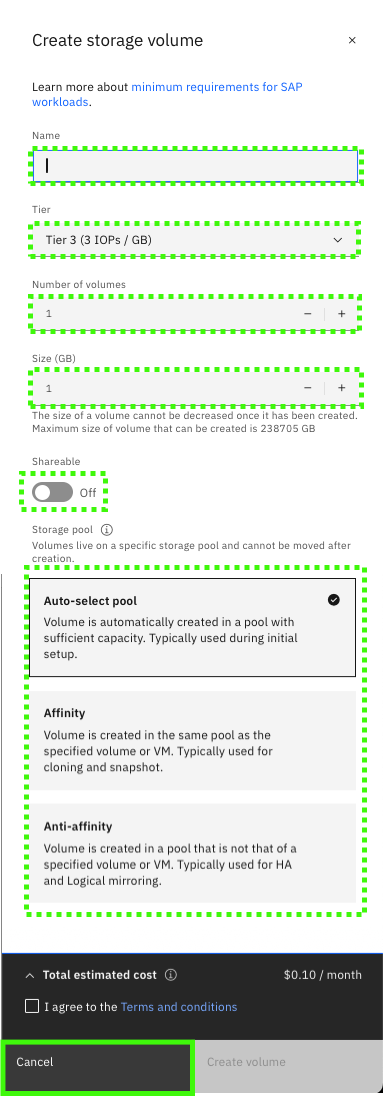 Create storage volume
Learn more about minimum requirements for SAP
workloads.
Name
Tier
Tier 3 (3 IOPs / GB)
Number of volumes
1
Size (GB)
1
The size of a volume cannot be decreased once it has been created.
Maximum size of volume that can be created is 238705 GB
Shareable
Off
Storage pool
Volumes live on a specific storage pool and cannot be moved after
creation.
Auto-select pool
Volume is automatically created in a pool with
sufficient capacity. Typically used during initial
setup.
Affinity
Volume is created in the same pool as the
specified volume or VM. Typically used for
cloning and snapshot.
Anti-affinity
Volume is created in a pool that is not that of a
specified volume or VM. Typically used for HA
and Logical mirroring.
Total estimated cost $0.10 / month
I agree to the Terms and conditions
Cancel Create volume